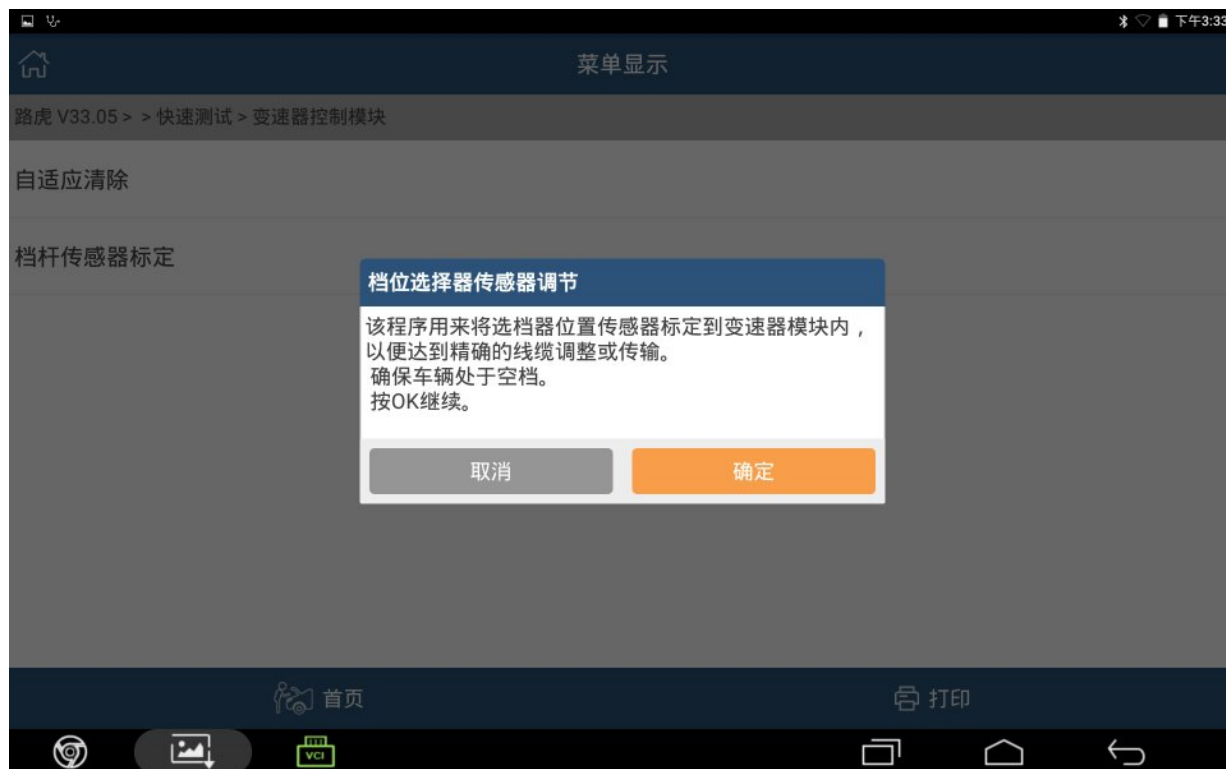 下午3:33
菜单显示
路虎 V33.05 > > 快速测试 > 变速器控制模块
自适应清除
档杆传感器标定
档位选择器传感器调节
该程序用来将选档器位置传感器标定到变速器模块内，
以便达到精确的线缆调整或传输。
确保车辆处于空档。
按OK继续。
取消
确定
首页
打印
VCI